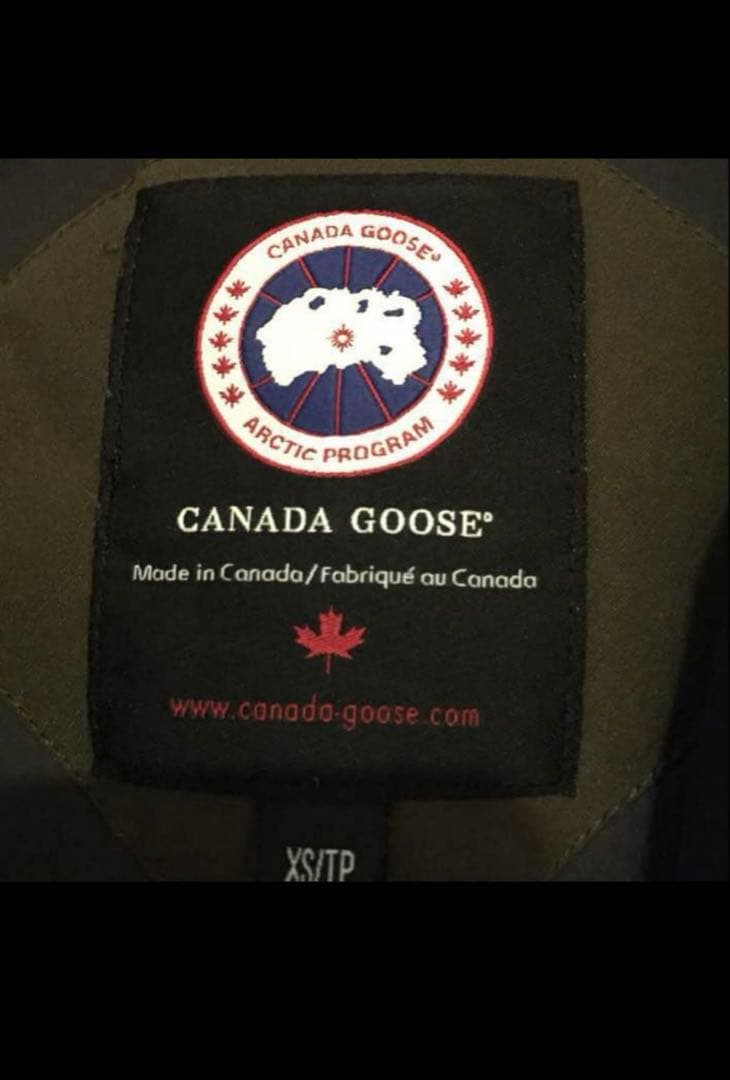 CANADA GOOSE®
ARCTIC PROGRAM
CANADA GOOSE®
Made in Canada/Fabriqué au Canada
www.canada-goose.com
XS/TP